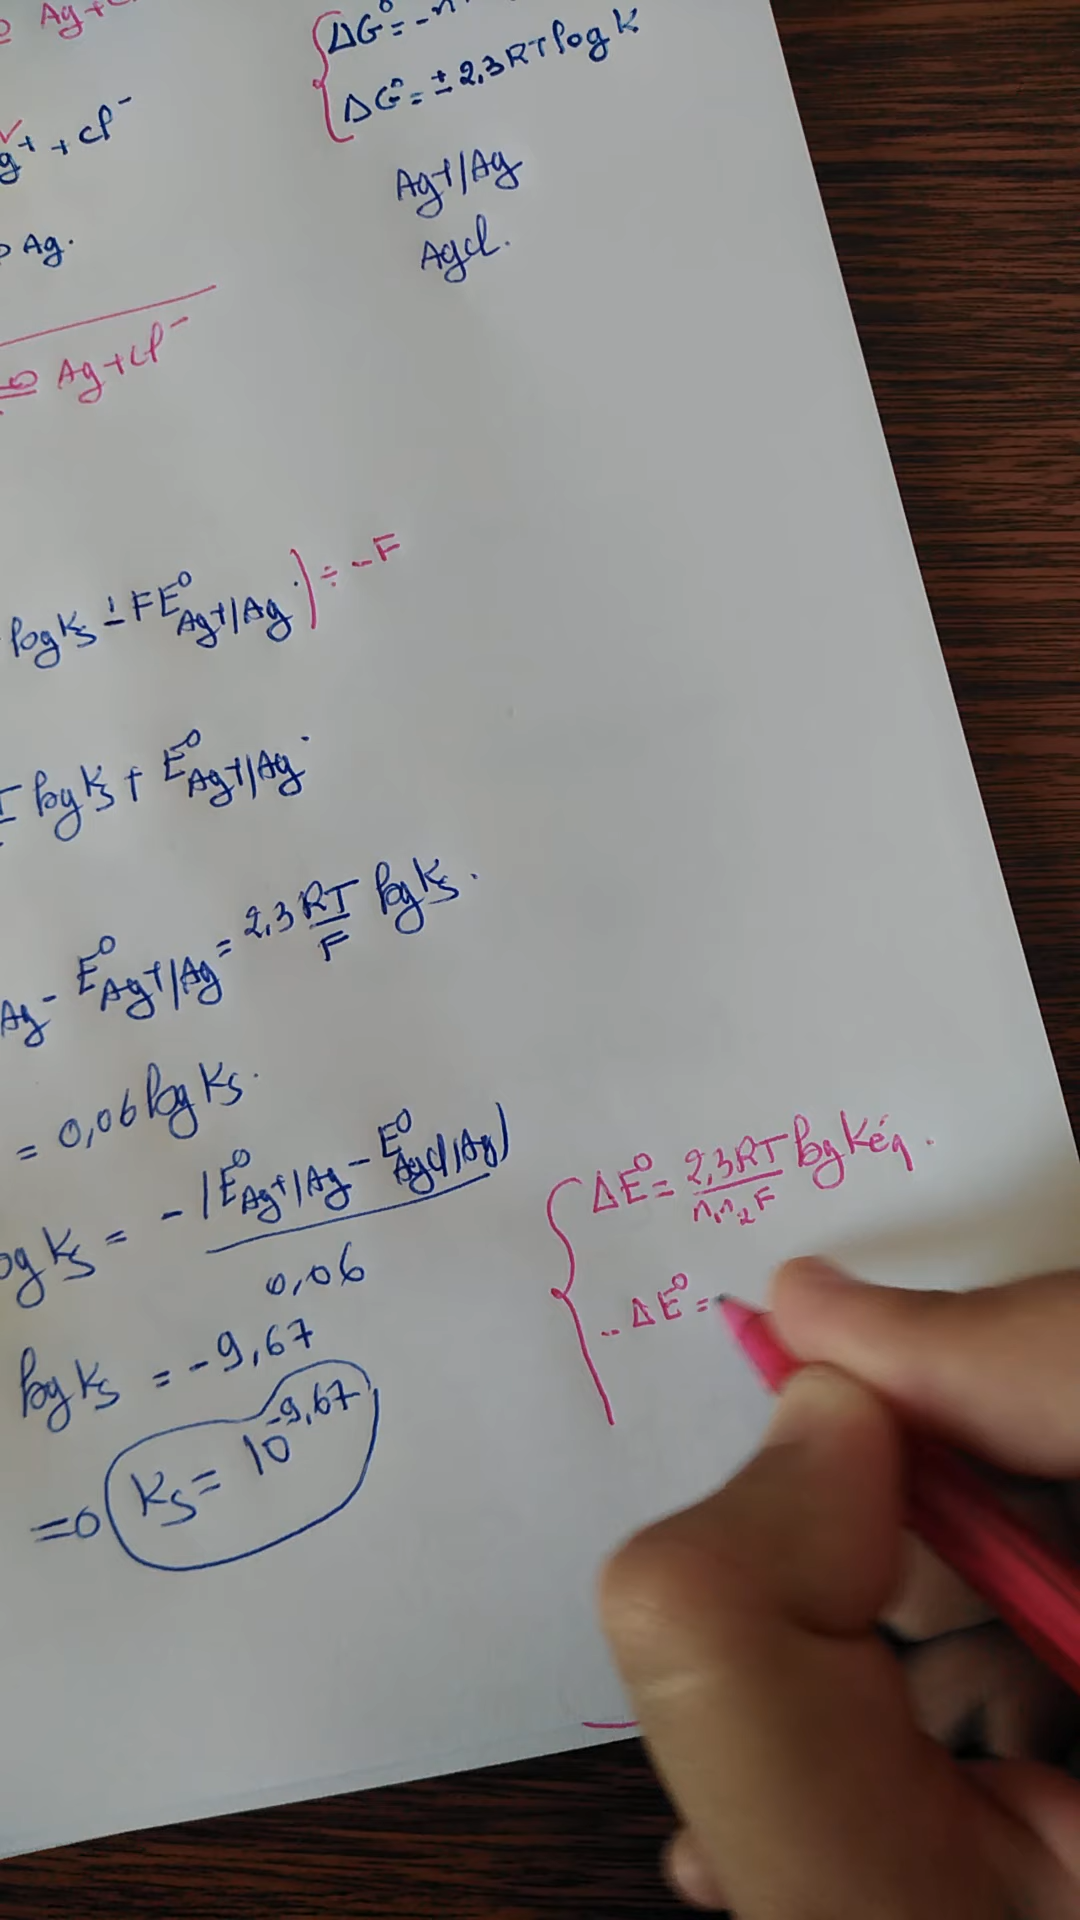 Ag+
ΔG°= -n
ΔG°= ± 2,3 RT log K
g+ + cl⁻
Ag+/Ag
Ag.
Agcl.
⇌ Ag+cl⁻
log Ks ± FE°Ag+/Ag) ÷ -F
log Ks + E°Ag+/Ag
Ag - E°Ag+/Ag = 2,3 RT/F log Ks.
= 0,06 log Ks.
og Ks = - (E°Ag+/Ag - E°Agcl/Ag) / 0,06
log Ks = -9,67
=> Ks = 10^-9,67
ΔE° = 2,3RT/n₁n₂F log Kéq.
.. ΔE° =